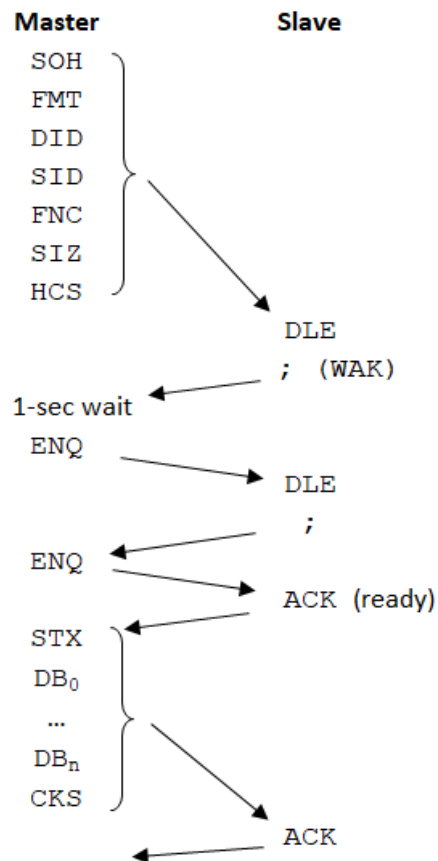 Master Slave
SOH
FMT
DID
SID
FNC
SIZ
HCS
DLE
; (WAK)
1-sec wait
ENQ
DLE
;
ENQ
ACK (ready)
STX
DB₀
…
DBₙ
CKS
ACK